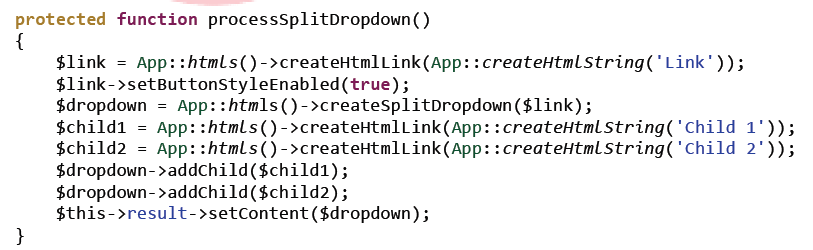 protected function processSplitDropdown()
{
    $link = App::htmls()->createHtmlLink(App::createHtmlString('Link'));
    $link->setButtonStyleEnabled(true);
    $dropdown = App::htmls()->createSplitDropdown($link);
    $child1 = App::htmls()->createHtmlLink(App::createHtmlString('Child 1'));
    $child2 = App::htmls()->createHtmlLink(App::createHtmlString('Child 2'));
    $dropdown->addChild($child1);
    $dropdown->addChild($child2);
    $this->result->setContent($dropdown);
}